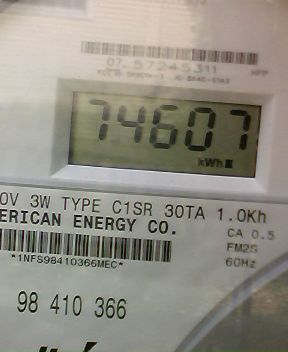 07 57245311
74607
kWh
0V 3W TYPE C1SR 30TA 1.0Kh
ERICAN ENERGY CO.
CA 0.5
FM2S
60Hz
*1NFS98410366MEC*
98 410 366